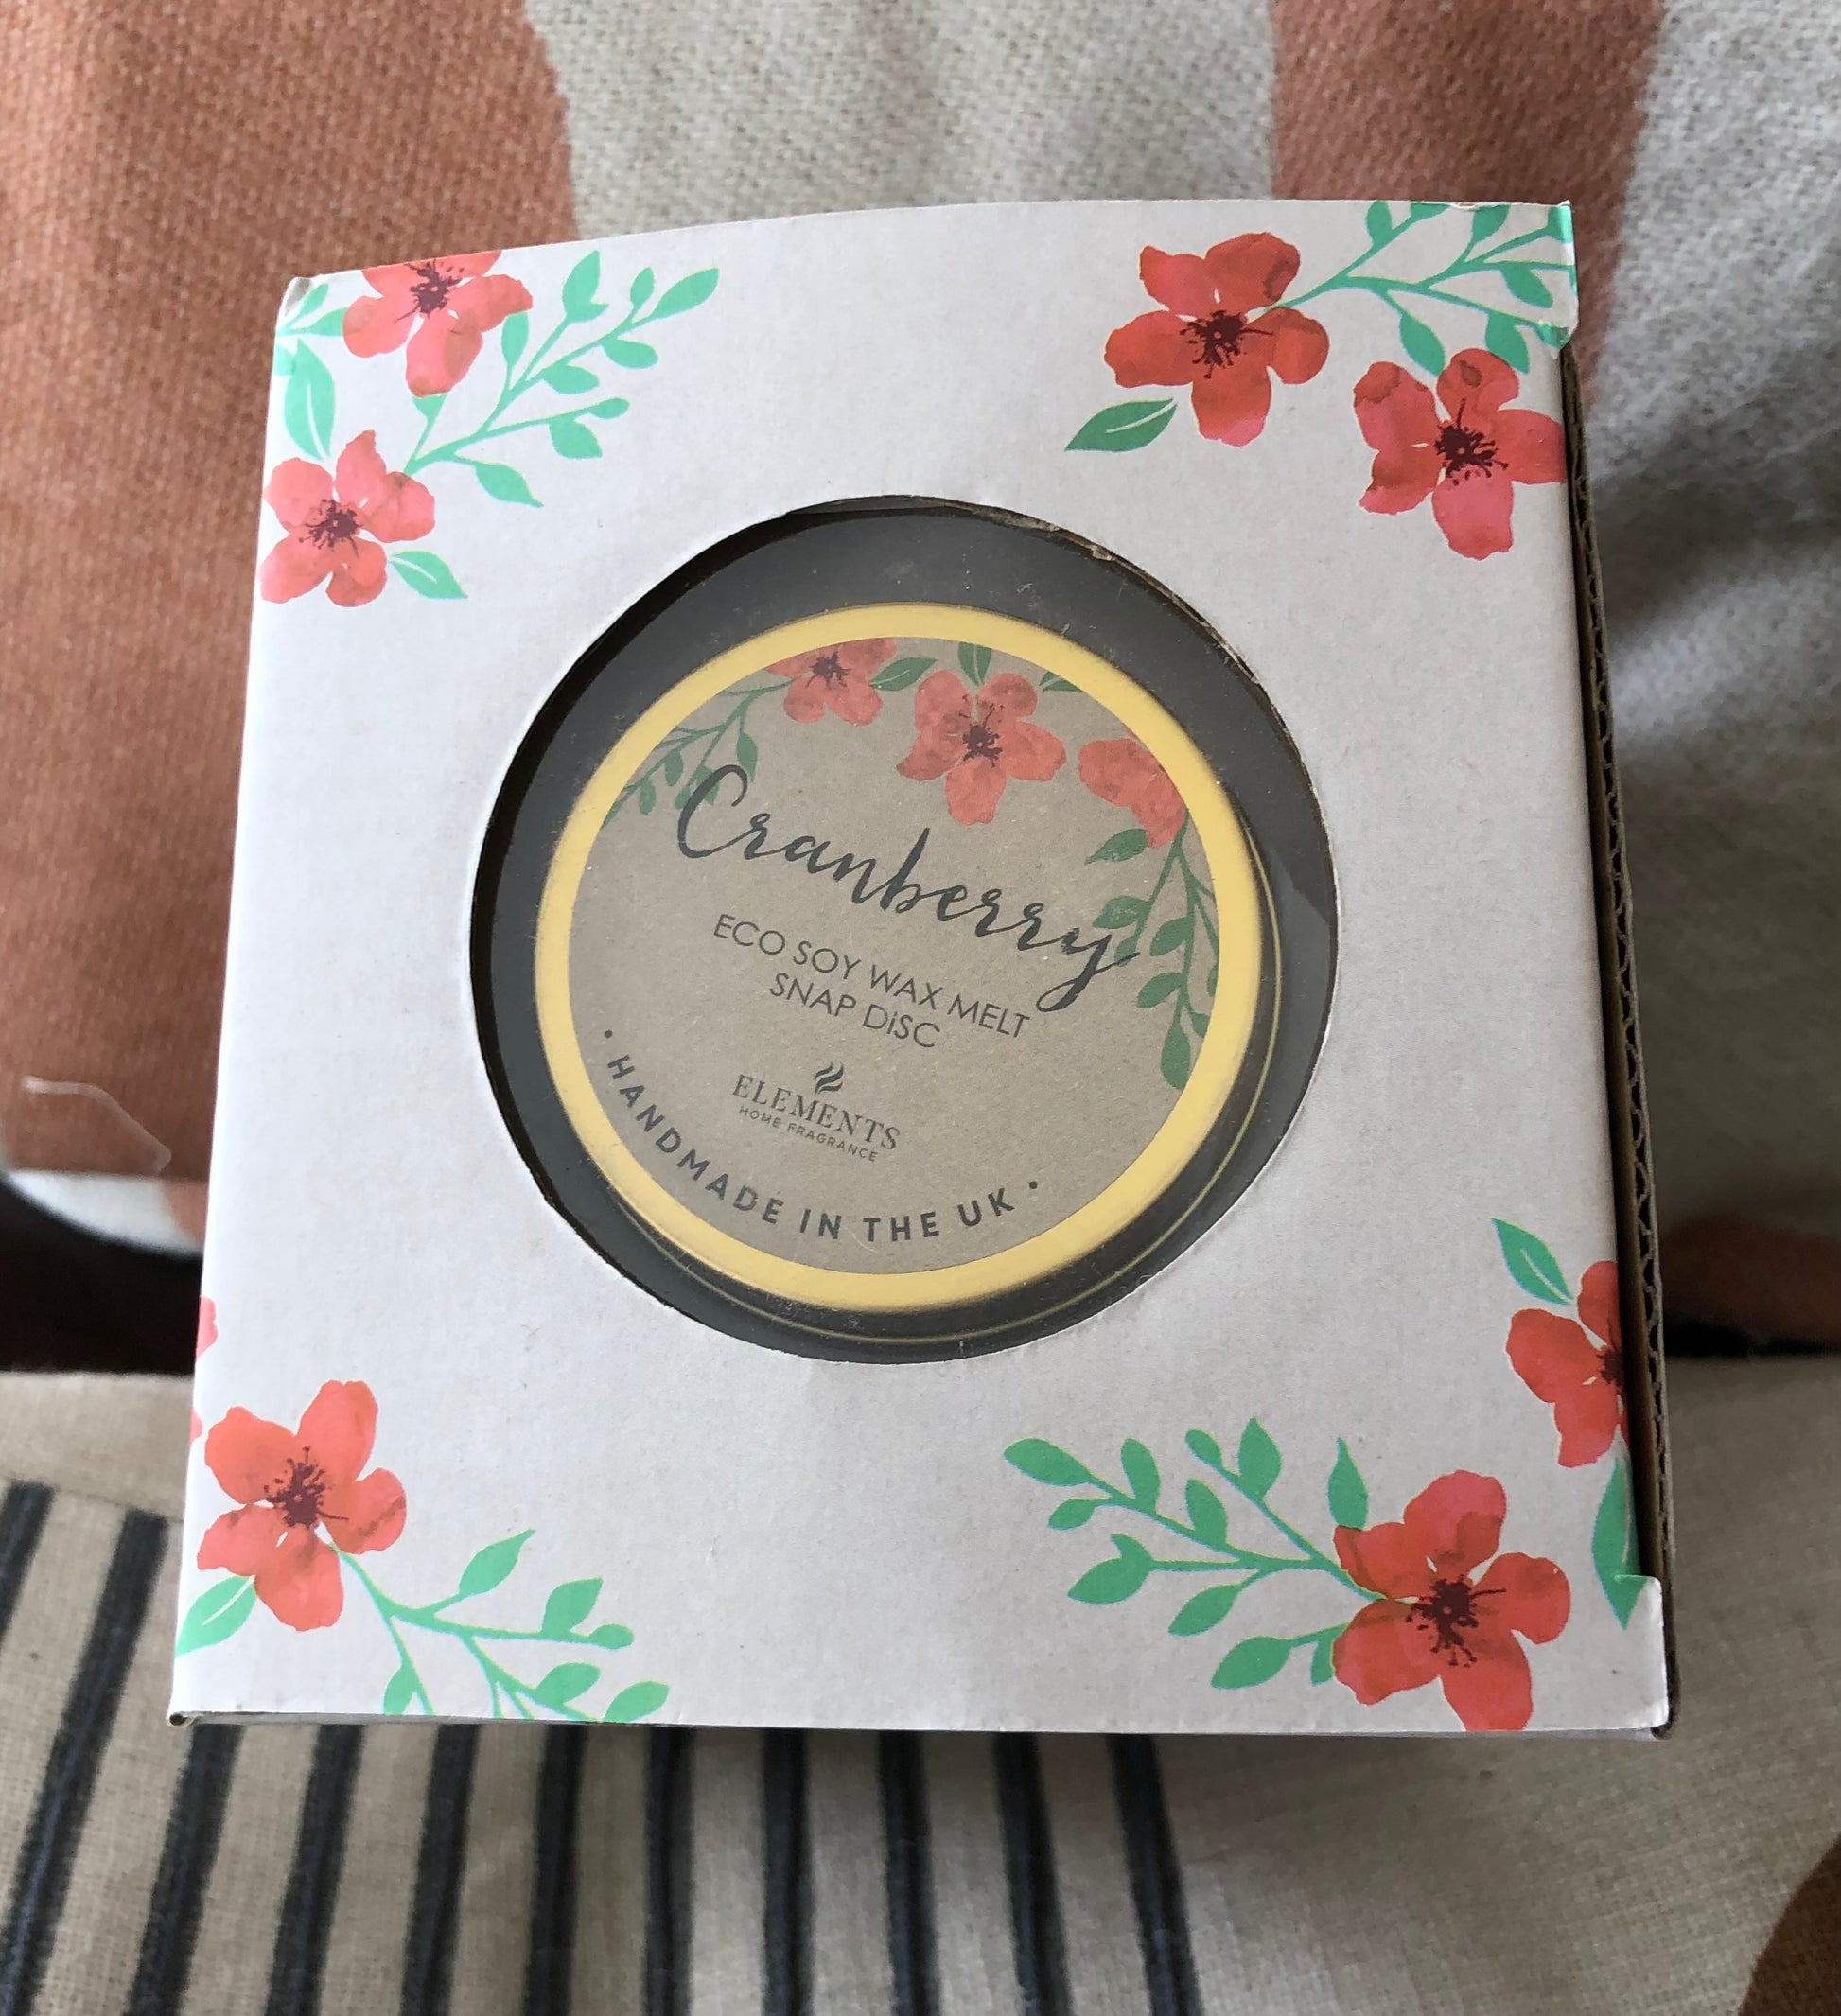 Cranberry
ECO SOY WAX MELT
SNAP DiSC
ELEMENTS
HOME FRAGRANCE
• HANDMADE IN THE UK •